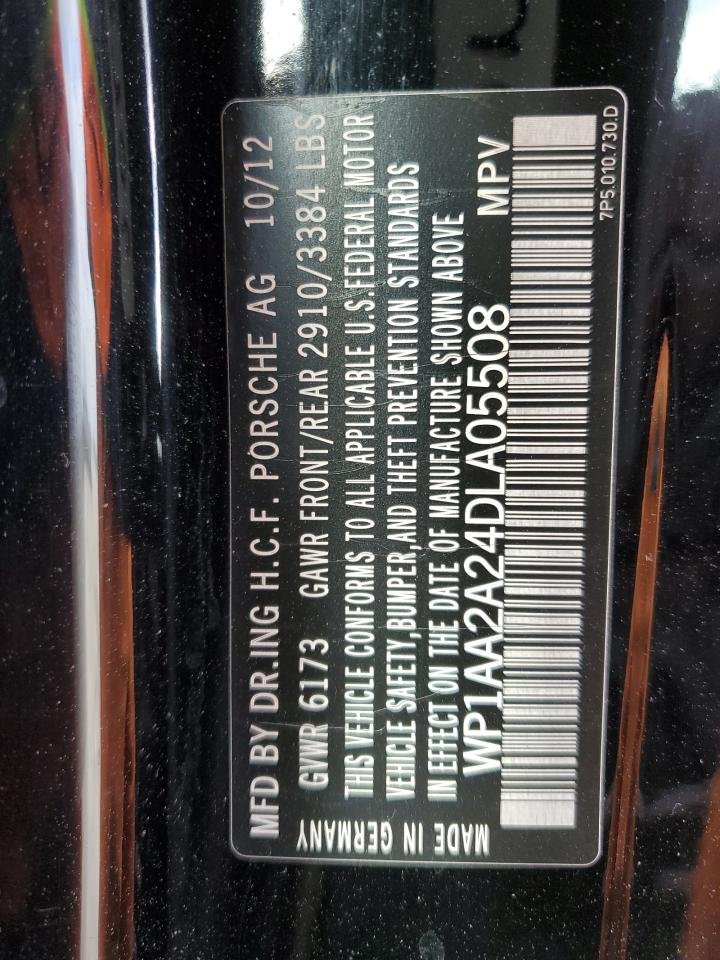 MFD BY DR.ING H.C.F. PORSCHE AG 10/12
GVWR 6173 GAWR FRONT/REAR 2910/3384 LBS
THIS VEHICLE CONFORMS TO ALL APPLICABLE U.S.FEDERAL MOTOR
VEHICLE SAFETY,BUMPER,AND THEFT PREVENTION STANDARDS
IN EFFECT ON THE DATE OF MANUFACTURE SHOWN ABOVE
WP1AA2A24DLA05508 MPV
7P5.010.730.D
MADE IN GERMANY